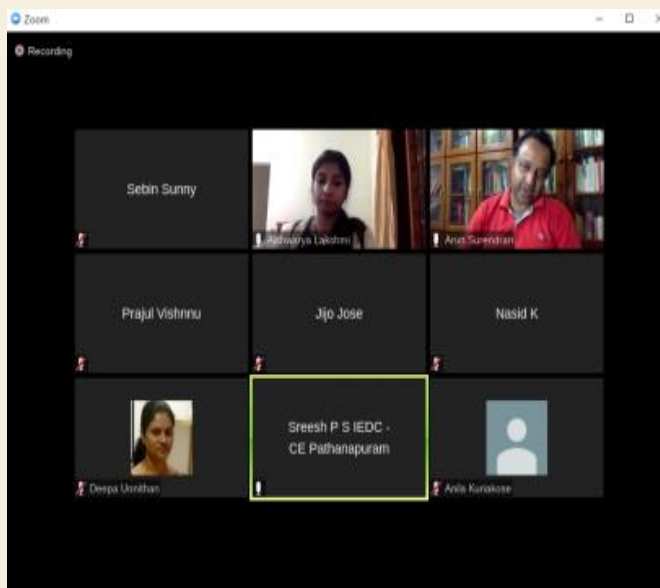 Zoom
Recording
Sebin Sunny
Aishwarya Lakshmi
Arun Surendran
Prajul Vishnnu
Jijo Jose
Nasid K
Deepa Unnithan
Sreesh P S IEDC -
CE Pathanapuram
Anila Kuriakose